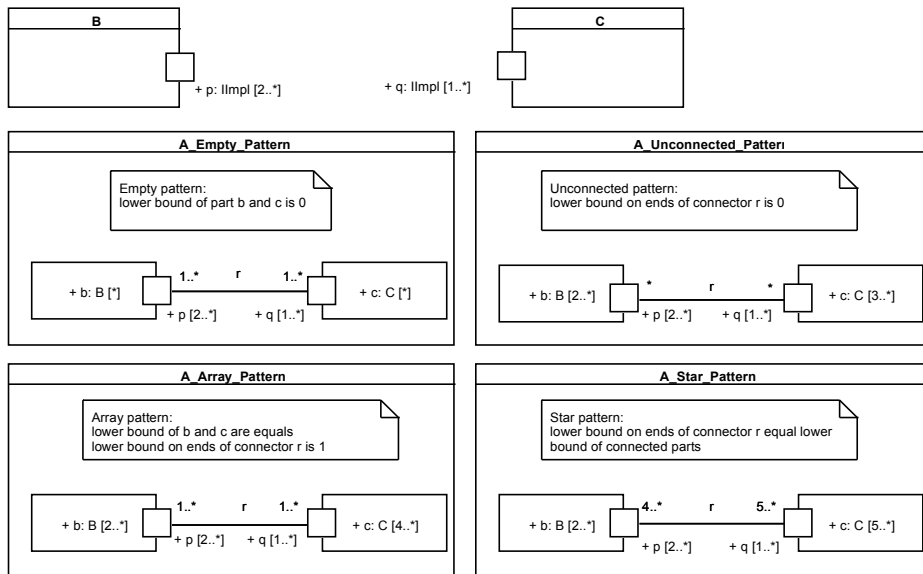 B
C
+ p: IImpl [2..*]
+ q: IImpl [1..*]
A_Empty_Pattern
Empty pattern:
lower bound of part b and c is 0
+ b: B [*]
1..*
r
1..*
+ c: C [*]
+ p [2..*]
+ q [1..*]
A_Unconnected_Pattern
Unconnected pattern:
lower bound on ends of connector r is 0
+ b: B [2..*]
*
r
*
+ c: C [3..*]
+ p [2..*]
+ q [1..*]
A_Array_Pattern
Array pattern:
lower bound of b and c are equals
lower bound on ends of connector r is 1
+ b: B [2..*]
1..*
r
1..*
+ c: C [4..*]
+ p [2..*]
+ q [1..*]
A_Star_Pattern
Star pattern:
lower bound on ends of connector r equal lower
bound of connected parts
+ b: B [2..*]
4..*
r
5..*
+ c: C [5..*]
+ p [2..*]
+ q [1..*]